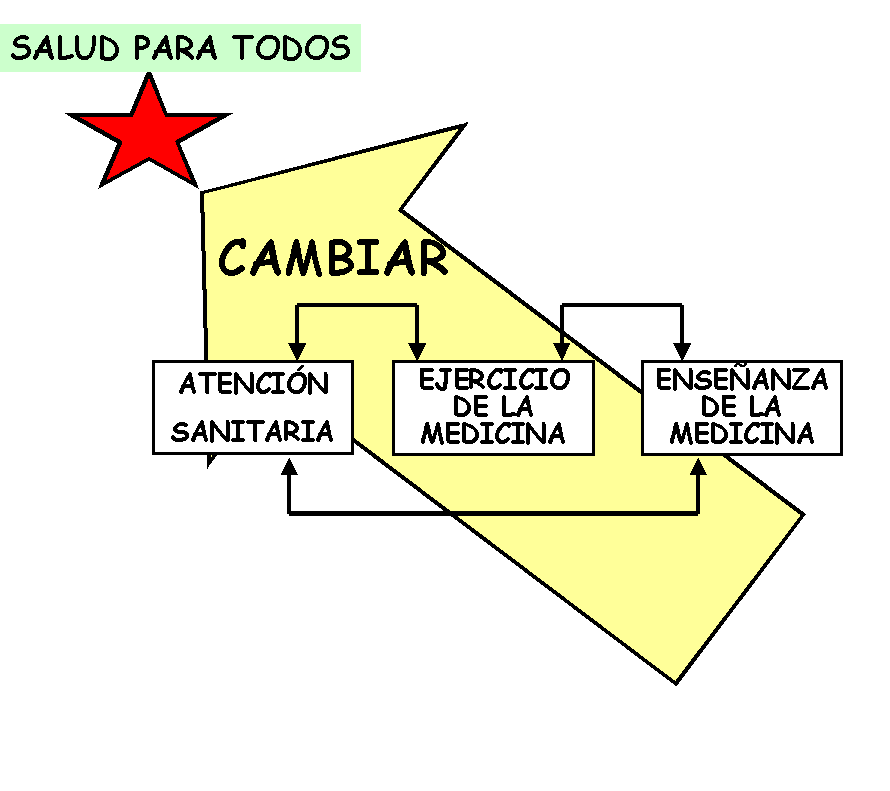 SALUD PARA TODOS
CAMBIAR
ATENCIÓN
SANITARIA
EJERCICIO
DE LA
MEDICINA
ENSEÑANZA
DE LA
MEDICINA